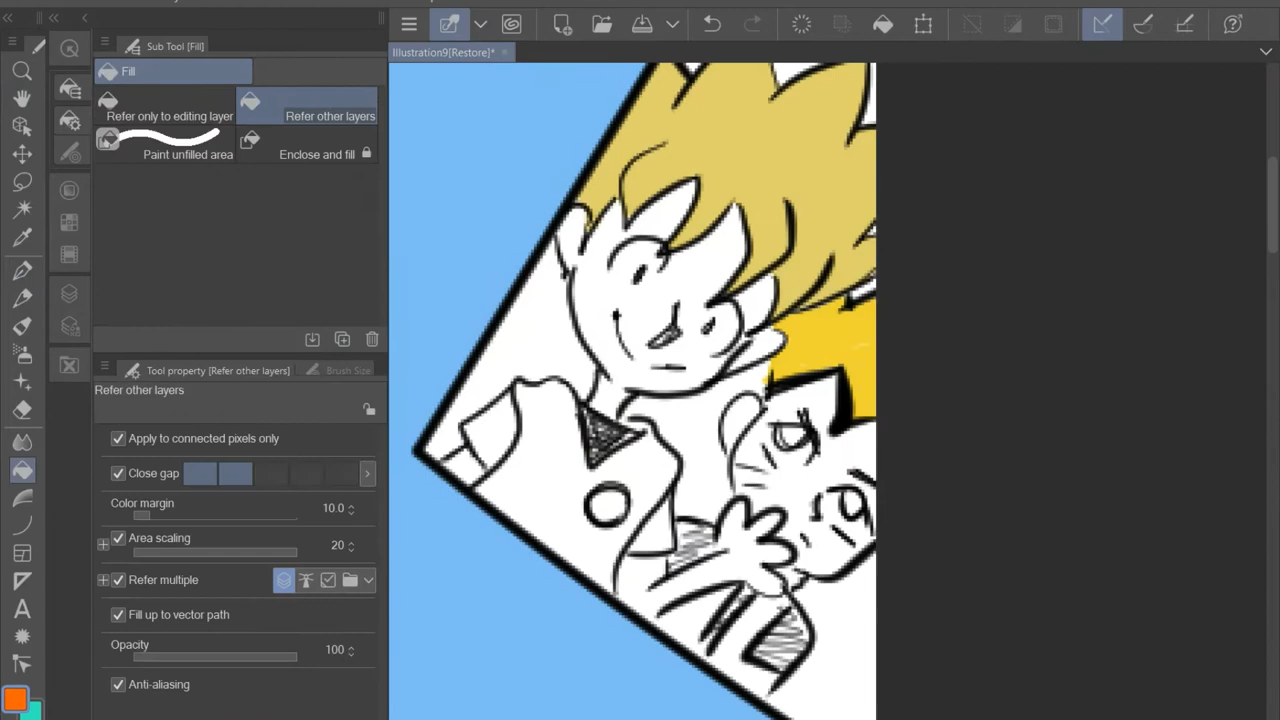 Illustration9[Restore]*
Sub Tool [Fill]
Fill
Refer only to editing layer
Refer other layers
Paint unfilled area
Enclose and fill
Tool property [Refer other layers]
Brush Size
Refer other layers
Apply to connected pixels only
Close gap
Color margin
10.0
Area scaling
20
Refer multiple
Fill up to vector path
Opacity
100
Anti-aliasing